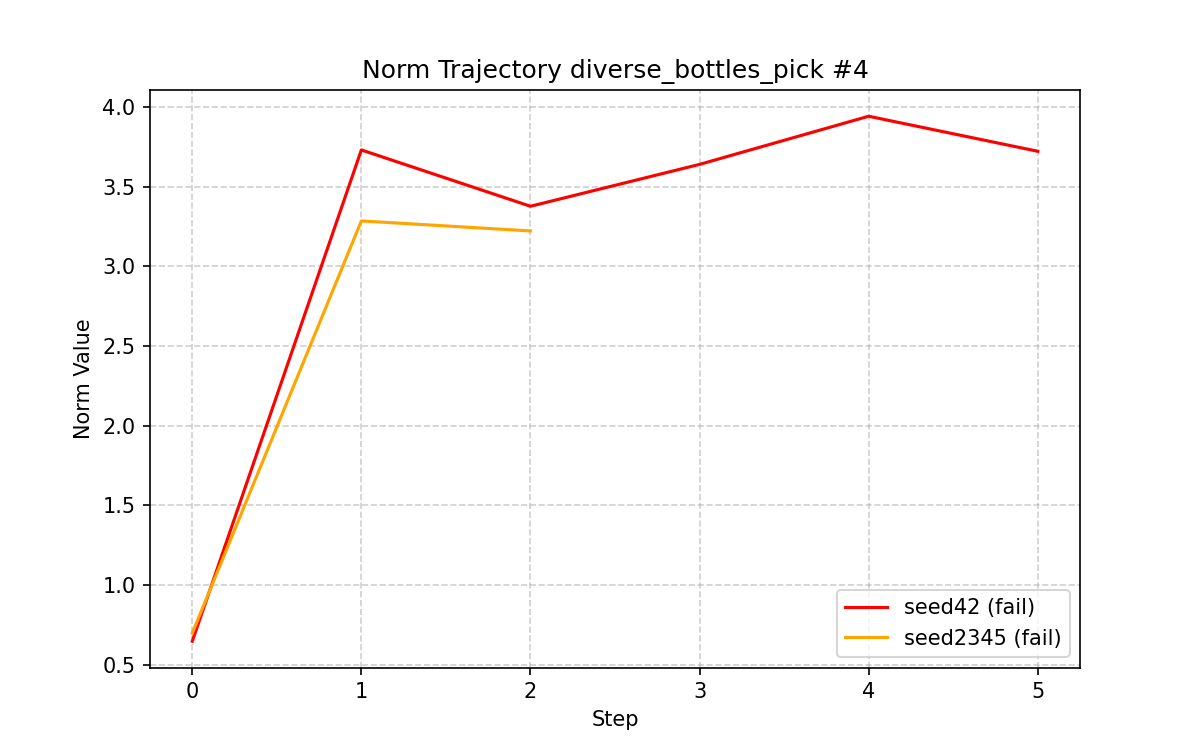 Norm Trajectory diverse_bottles_pick #4
Norm Value
4.0
3.5
3.0
2.5
2.0
1.5
1.0
0.5
0 1 2 3 4 5
Step
seed42 (fail)
seed2345 (fail)